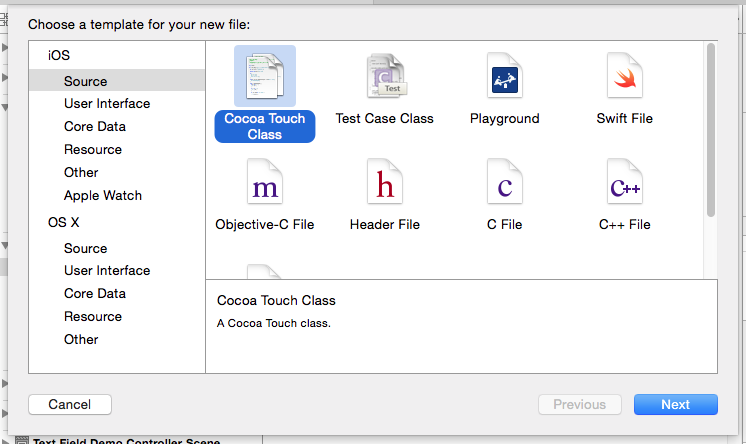 Choose a template for your new file:
iOS
Source
User Interface
Core Data
Resource
Other
Apple Watch
OS X
Source
User Interface
Core Data
Resource
Other
Cocoa Touch
Class
Test
Test Case Class
Playground
Swift File
m
Objective-C File
h
Header File
c
C File
C++
C++ File
Cocoa Touch Class
A Cocoa Touch class.
Cancel
Previous
Next
Text Field Demo Controller Scene